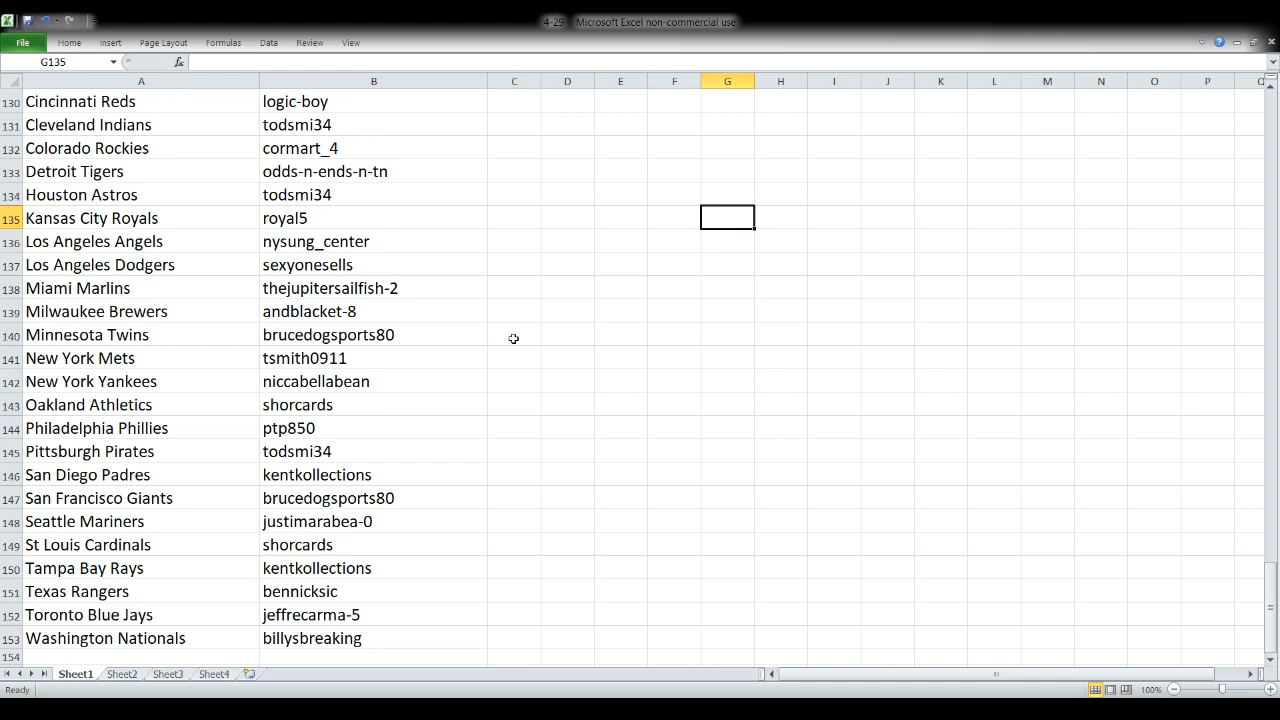 4-29 - Microsoft Excel non-commercial use
File Home Insert Page Layout Formulas Data Review View
G135 fx
A B C D E F G H I J K L M N O P
130 Cincinnati Reds logic-boy
131 Cleveland Indians todsmi34
132 Colorado Rockies cormart_4
133 Detroit Tigers odds-n-ends-n-tn
134 Houston Astros todsmi34
135 Kansas City Royals royal5
136 Los Angeles Angels nysung_center
137 Los Angeles Dodgers sexyonesells
138 Miami Marlins thejupitersailfish-2
139 Milwaukee Brewers andblacket-8
140 Minnesota Twins brucedogsports80
141 New York Mets tsmith0911
142 New York Yankees niccabellabean
143 Oakland Athletics shorcards
144 Philadelphia Phillies ptp850
145 Pittsburgh Pirates todsmi34
146 San Diego Padres kentkollections
147 San Francisco Giants brucedogsports80
148 Seattle Mariners justimarabea-0
149 St Louis Cardinals shorcards
150 Tampa Bay Rays kentkollections
151 Texas Rangers bennicksic
152 Toronto Blue Jays jeffrecarma-5
153 Washington Nationals billysbreaking
154
Sheet1 Sheet2 Sheet3 Sheet4
Ready 100%